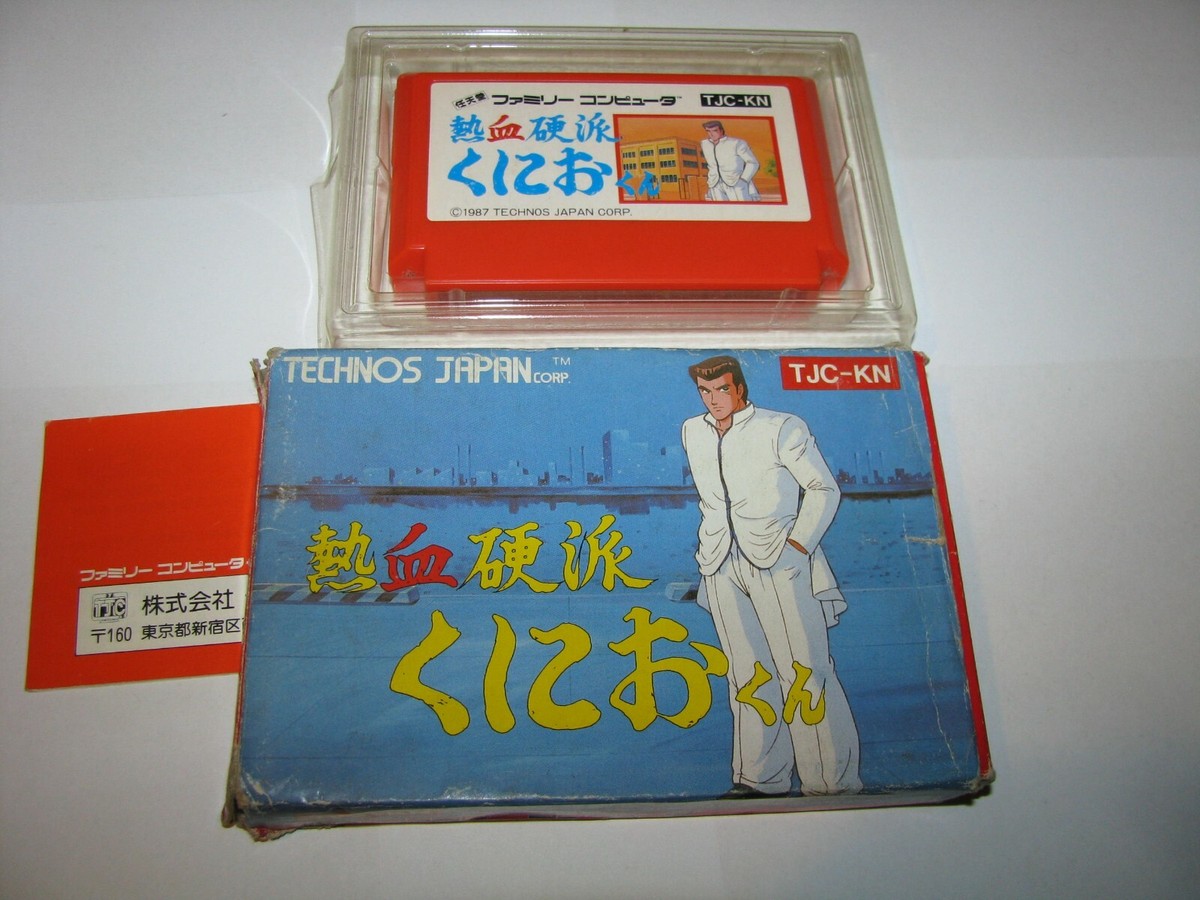 任天堂 ファミリー コンピュータ™ TJC-KN
熱血硬派
くにおくん
©1987 TECHNOS JAPAN CORP.
TECHNOS JAPAN CORP.™
TJC-KN
熱血硬派
くにおくん
ファミリー コンピュータ
TJC 株式会社
〒160 東京都新宿区